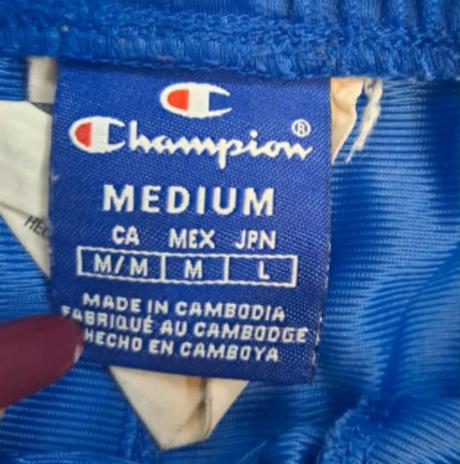 Champion®
MEDIUM
CA MEX JPN
M/M M L
MADE IN CAMBODIA
FABRIQUÉ AU CAMBODGE
HECHO EN CAMBOYA